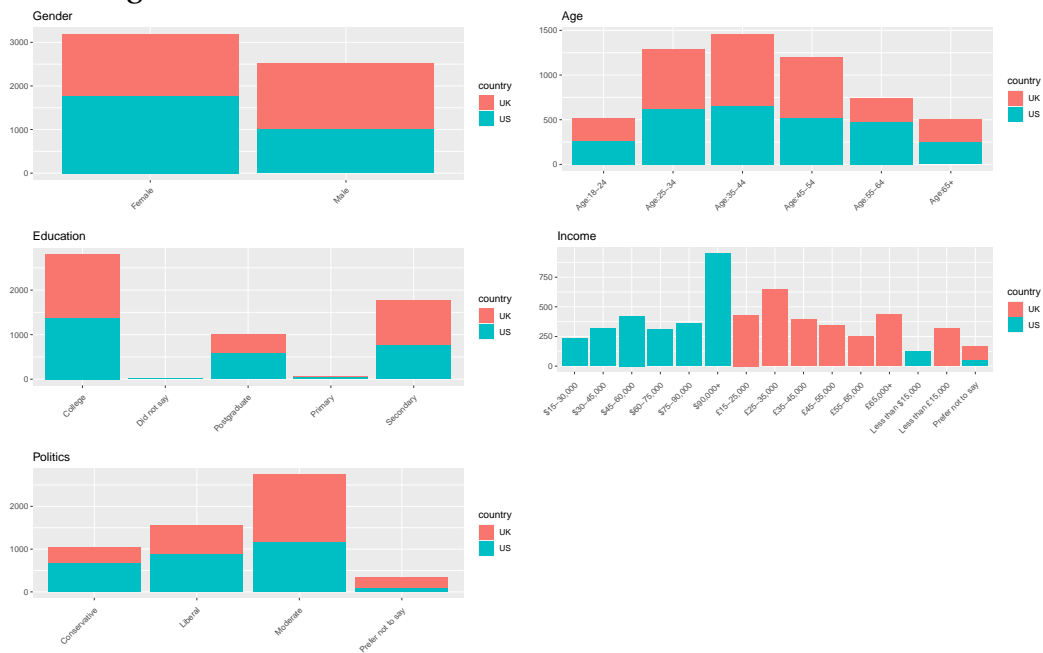 Gender
3000
2000
1000
0
Female
Male
country
UK
US
Age
1500
1000
500
0
Age:18–24
Age:25–34
Age:35–44
Age:45–54
Age:55–64
Age:65+
country
UK
US
Education
2000
1000
0
College
Did not say
Postgraduate
Primary
Secondary
country
UK
US
Income
750
500
250
0
$15–30,000
$30–45,000
$45–60,000
$60–75,000
$75–90,000
$90,000+
£15–25,000
£25–35,000
£35–45,000
£45–55,000
£55–65,000
£65,000+
Less than $15,000
Less than £15,000
Prefer not to say
country
UK
US
Politics
2000
1000
0
Conservative
Liberal
Moderate
Prefer not to say
country
UK
US